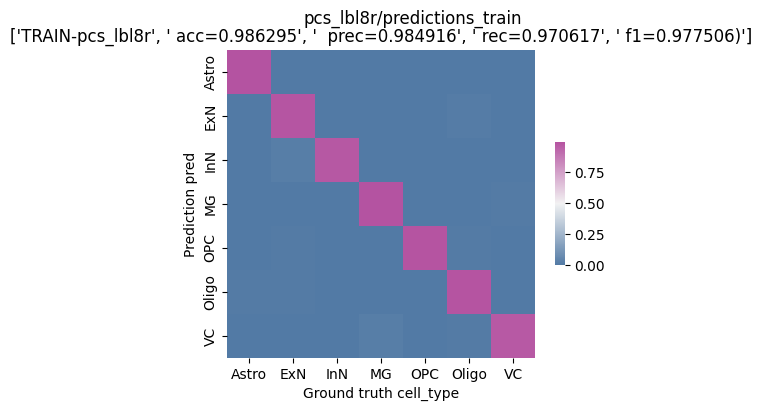 pcs_lbl8r/predictions_train
['TRAIN-pcs_lbl8r', ' acc=0.986295', '  prec=0.984916', ' rec=0.970617', ' f1=0.977506)']
Prediction pred
Astro
ExN
InN
MG
OPC
Oligo
VC
0.75
0.50
0.25
0.00
Astro ExN InN MG OPC Oligo VC
Ground truth cell_type